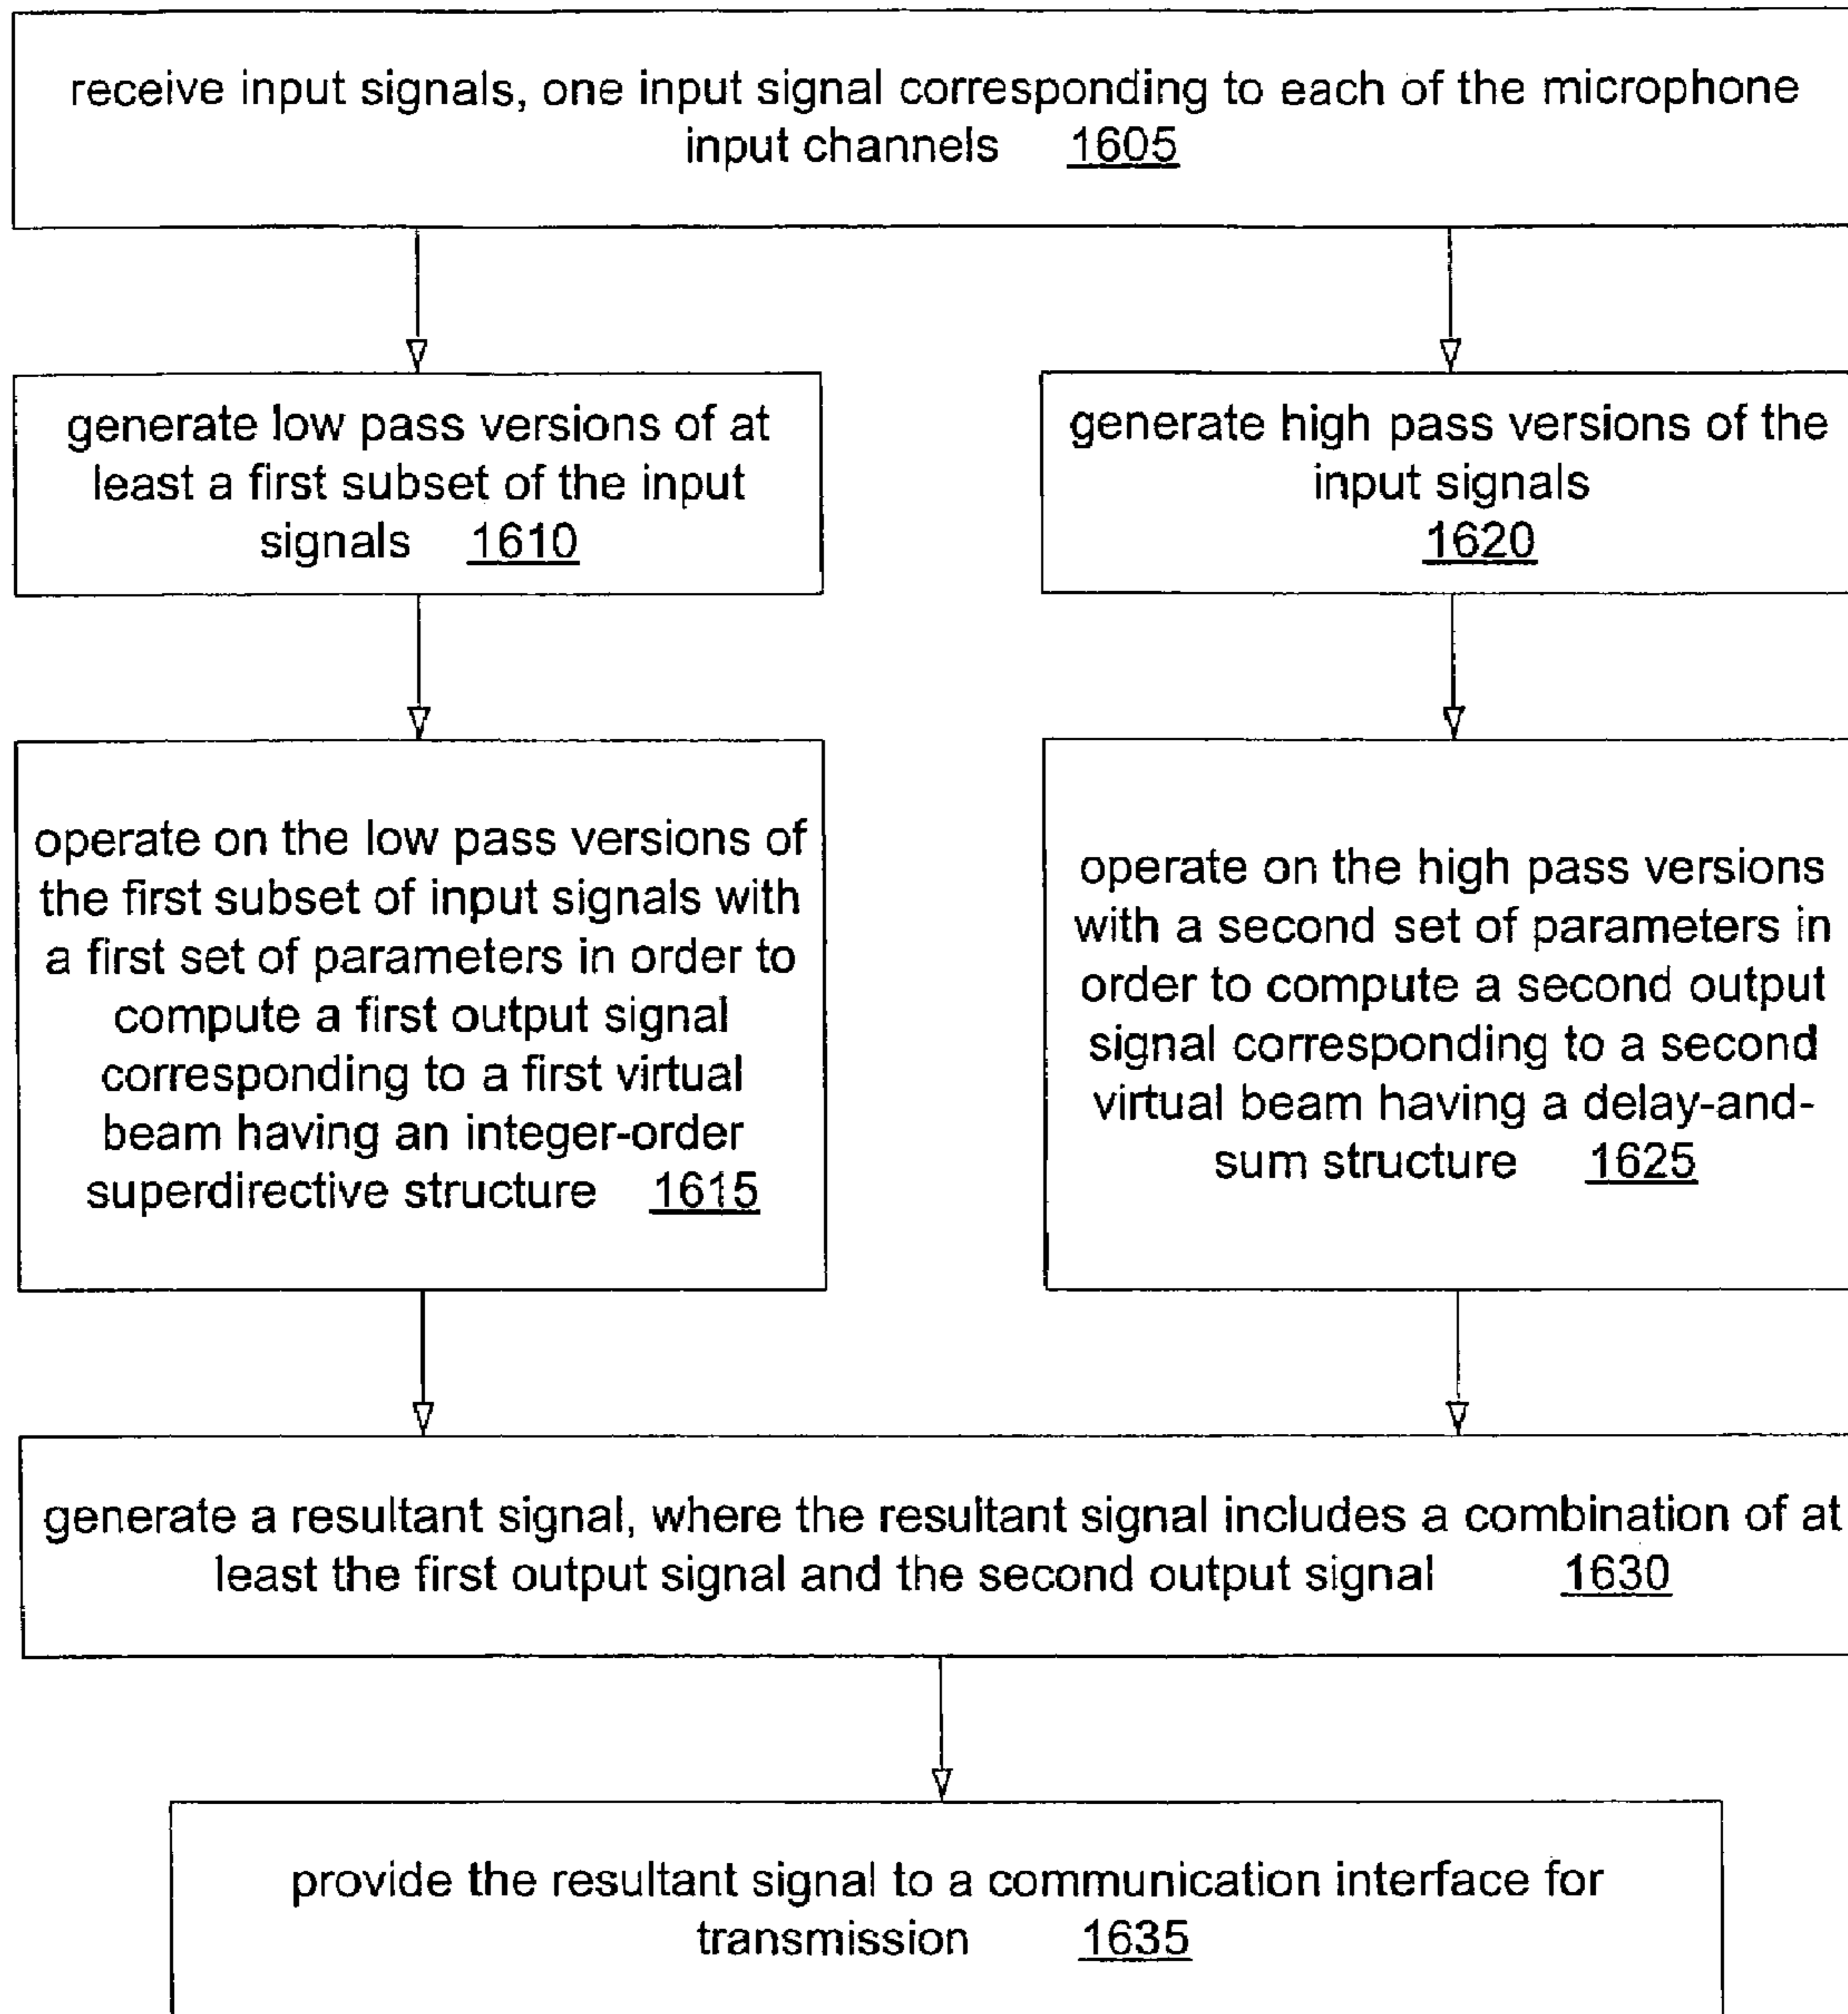 receive input signals, one input signal corresponding to each of the microphone
input channels 1605
generate low pass versions of at
least a first subset of the input
signals 1610
generate high pass versions of the
input signals
1620
operate on the low pass versions of
the first subset of input signals with
a first set of parameters in order to
compute a first output signal
corresponding to a first virtual
beam having an integer-order
superdirective structure 1615
operate on the high pass versions
with a second set of parameters in
order to compute a second output
signal corresponding to a second
virtual beam having a delay-and-
sum structure 1625
generate a resultant signal, where the resultant signal includes a combination of at
least the first output signal and the second output signal 1630
provide the resultant signal to a communication interface for
transmission 1635